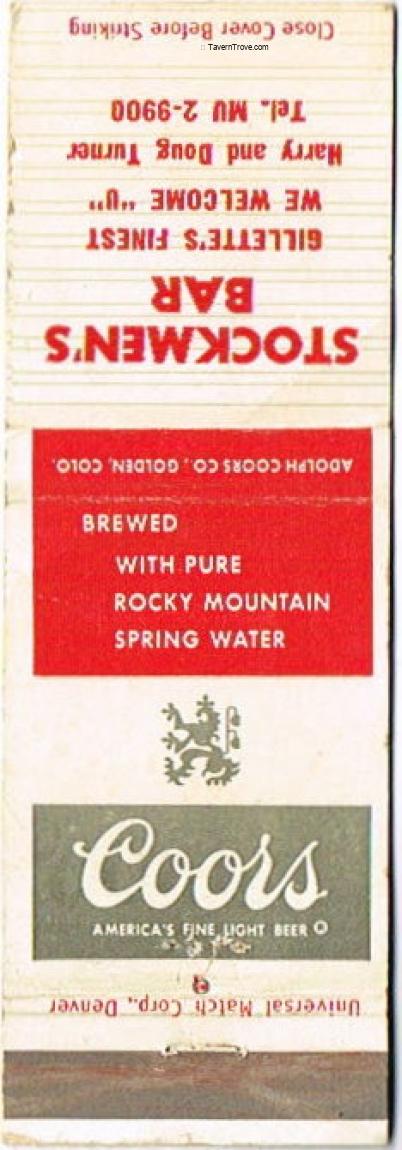 Close Cover Before Striking
:: TavernTrove.com
STOCKMEN'S
BAR
GILLETTE'S FINEST
WE WELCOME "U"
Harry and Doug Turner
Tel. MU 2-9900
ADOLPH COORS CO., GOLDEN, COLO.
BREWED
WITH PURE
ROCKY MOUNTAIN
SPRING WATER
Coors
AMERICA'S FINE LIGHT BEER
Universal Match Corp., Denver